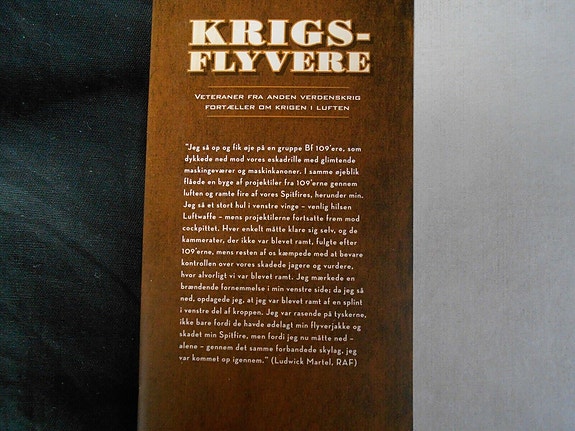 KRIGS-
FLYVERE
VETERANER FRA ANDEN VERDENSKRIG
FORTÆLLER OM KRIGEN I LUFTEN
"Jeg så op og fik øje på en gruppe Bf 109'ere, som
dykkede ned mod vores eskadrille med glimtende
maskingeværer og maskinkanoner. I samme øjeblik
flåede en byge af projektiler fra 109'erne gennem
luften og ramte fire af vores Spitfires, herunder min.
Jeg så et stort hul i venstre vinge – venlig hilsen
Luftwaffe – mens projektilerne fortsatte frem mod
cockpittet. Hver enkelt måtte klare sig selv, og de
kammerater, der ikke var blevet ramt, fulgte efter
109'erne, mens resten af os kæmpede med at bevare
kontrollen over vores skadede jagere og vurdere,
hvor alvorligt vi var blevet ramt. Jeg mærkede en
brændende fornemmelse i min venstre side; da jeg så
ned, opdagede jeg, at jeg var blevet ramt af en splint
i venstre del af kroppen. Jeg var rasende på tyskerne,
ikke bare fordi de havde ødelagt min flyverjakke og
skadet min Spitfire, men fordi jeg nu måtte ned –
alene – gennem det samme forbandede skylag, jeg
var kommet op igennem." (Ludwick Martel, RAF)